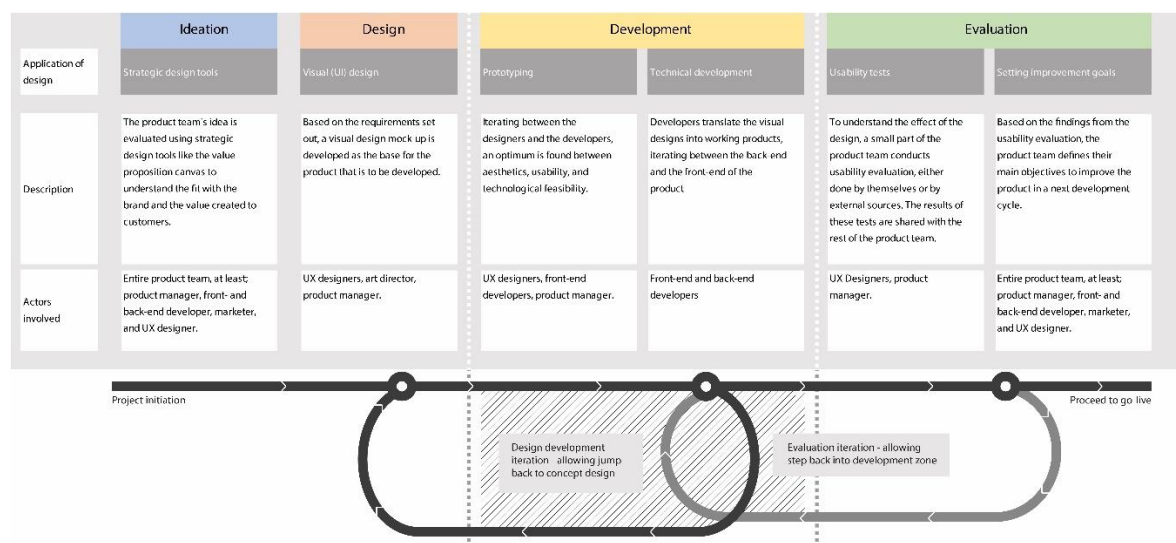 Ideation
Design
Development
Evaluation
Application of
design
Strategic design tools
Visual (UI) design
Prototyping
Technical development
Usability tests
Setting improvement goals
Description
The product team's idea is
evaluated using strategic
design tools like the value
proposition canvas to
understand the fit with the
brand and the value created to
customers.
Based on the requirements set
out, a visual design mock up is
developed as the base for the
product that is to be developed.
Iterating between the
designers and the developers,
an optimum is found between
aesthetics, usability, and
technological feasibility.
Developers translate the visual
designs into working products,
iterating between the back-end
and the front-end of the
product
To understand the effect of the
design, a small part of the
product team conducts
usability evaluation, either
done by themselves or by
external sources. The results of
these tests are shared with the
rest of the product team.
Based on the findings from the
usability evaluation, the
product team defines their
main objectives to improve the
product in a next development
cycle.
Actors
involved
Entire product team, at least;
product manager, front- and
back-end developer, marketer,
and UX designer.
UX designers, art director,
product manager.
UX designers, front-end
developers, product manager.
Front-end and back-end
developers
UX Designers, product
manager.
Entire product team, at least;
product manager, front- and
back-end developer, marketer,
and UX designer.
Project initiation
Proceed to go live
Design development
iteration - allowing jump
back to concept design
Evaluation iteration - allowing
step back into development zone